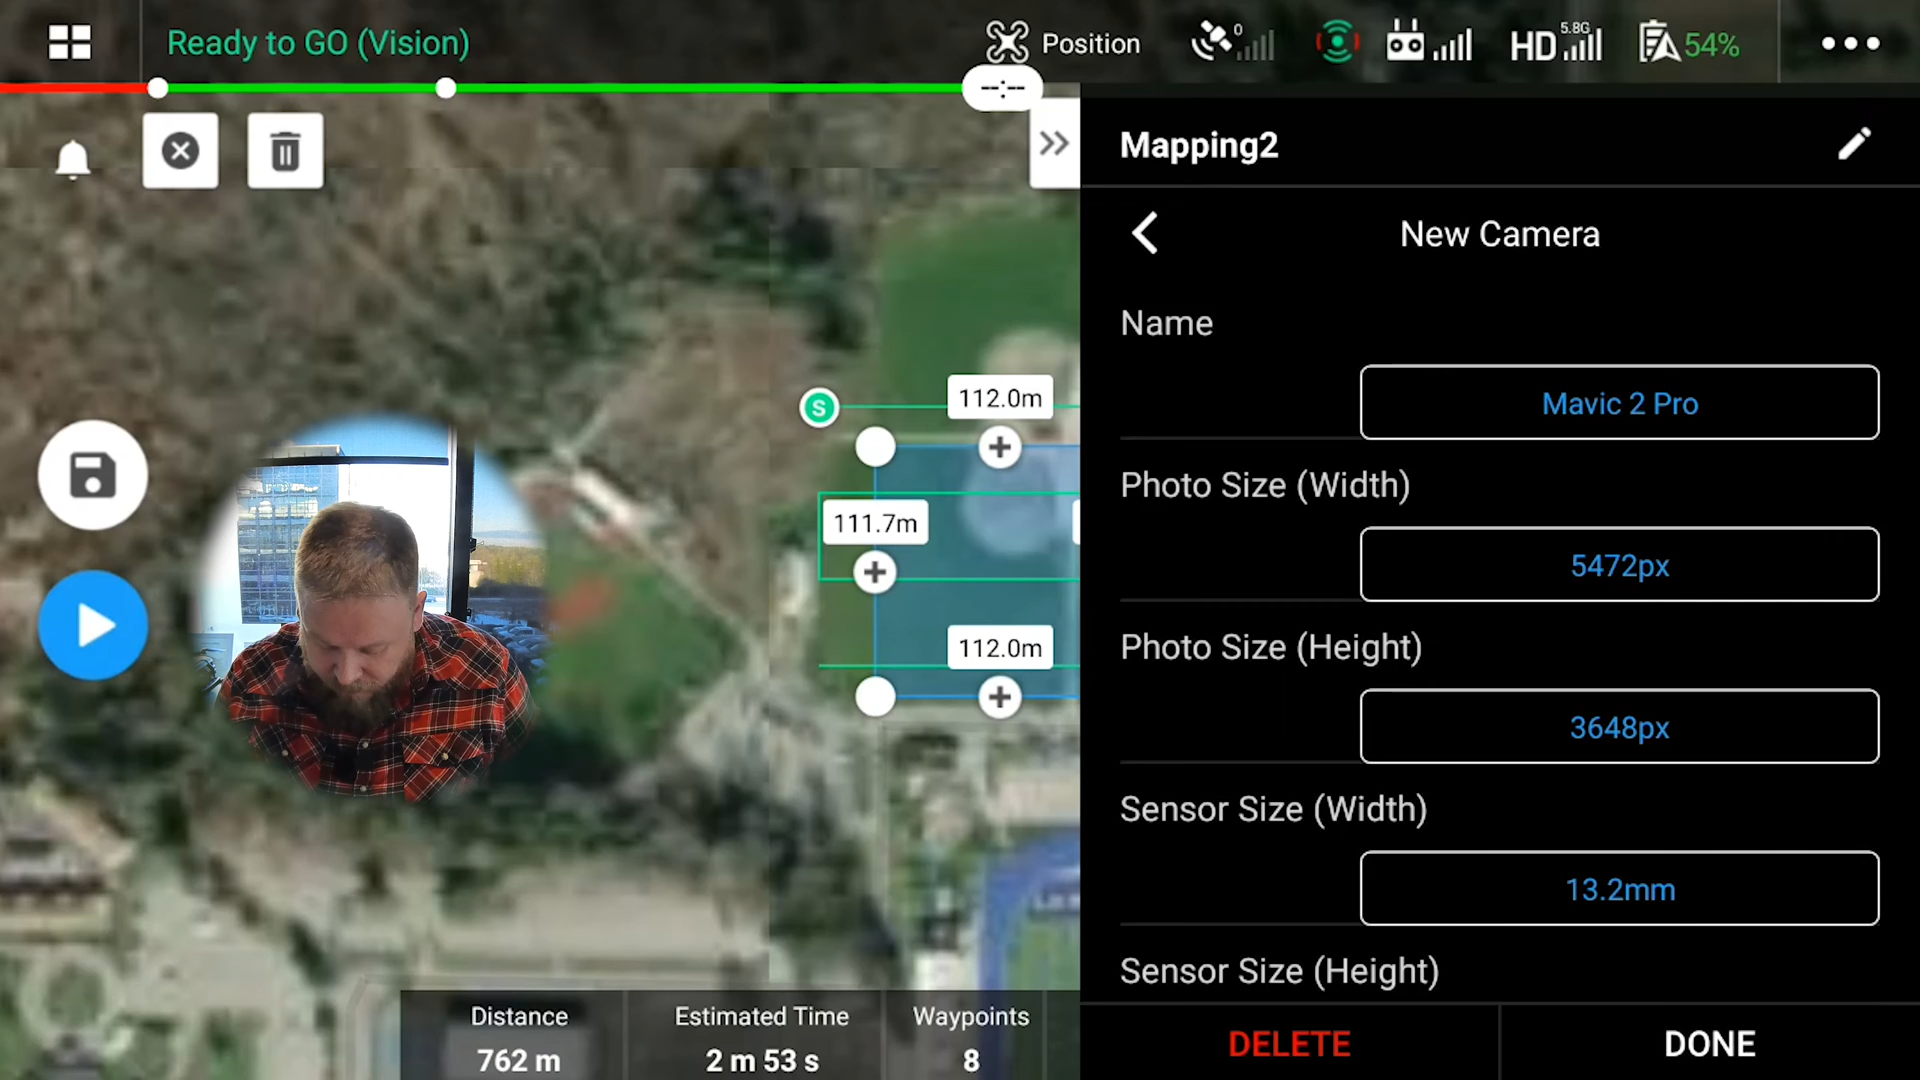 Ready to GO (Vision)
Position
0
HD 5.8G
54%
--:--
Mapping2
New Camera
Name
Mavic 2 Pro
Photo Size (Width)
5472px
Photo Size (Height)
3648px
Sensor Size (Width)
13.2mm
Sensor Size (Height)
DELETE
DONE
S
112.0m
111.7m
112.0m
Distance
762 m
Estimated Time
2 m 53 s
Waypoints
8